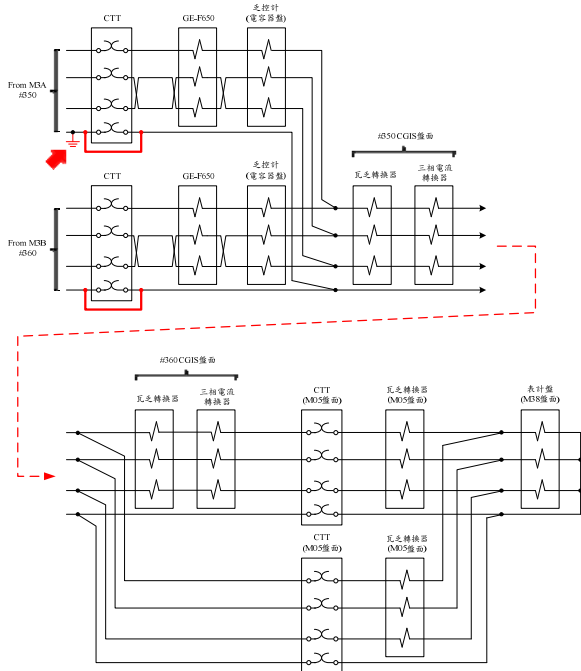 CTT
GE-F650
乏控計
(電容器盤)
From M3A
#350
#350 CGIS盤面
瓦乏轉換器
三相電流
轉換器
CTT
GE-F650
乏控計
(電容器盤)
From M3B
#360
#360 CGIS盤面
瓦乏轉換器
三相電流
轉換器
CTT
(M05盤面)
瓦乏轉換器
(M05盤面)
表計盤
(M38盤面)
CTT
(M05盤面)
瓦乏轉換器
(M05盤面)